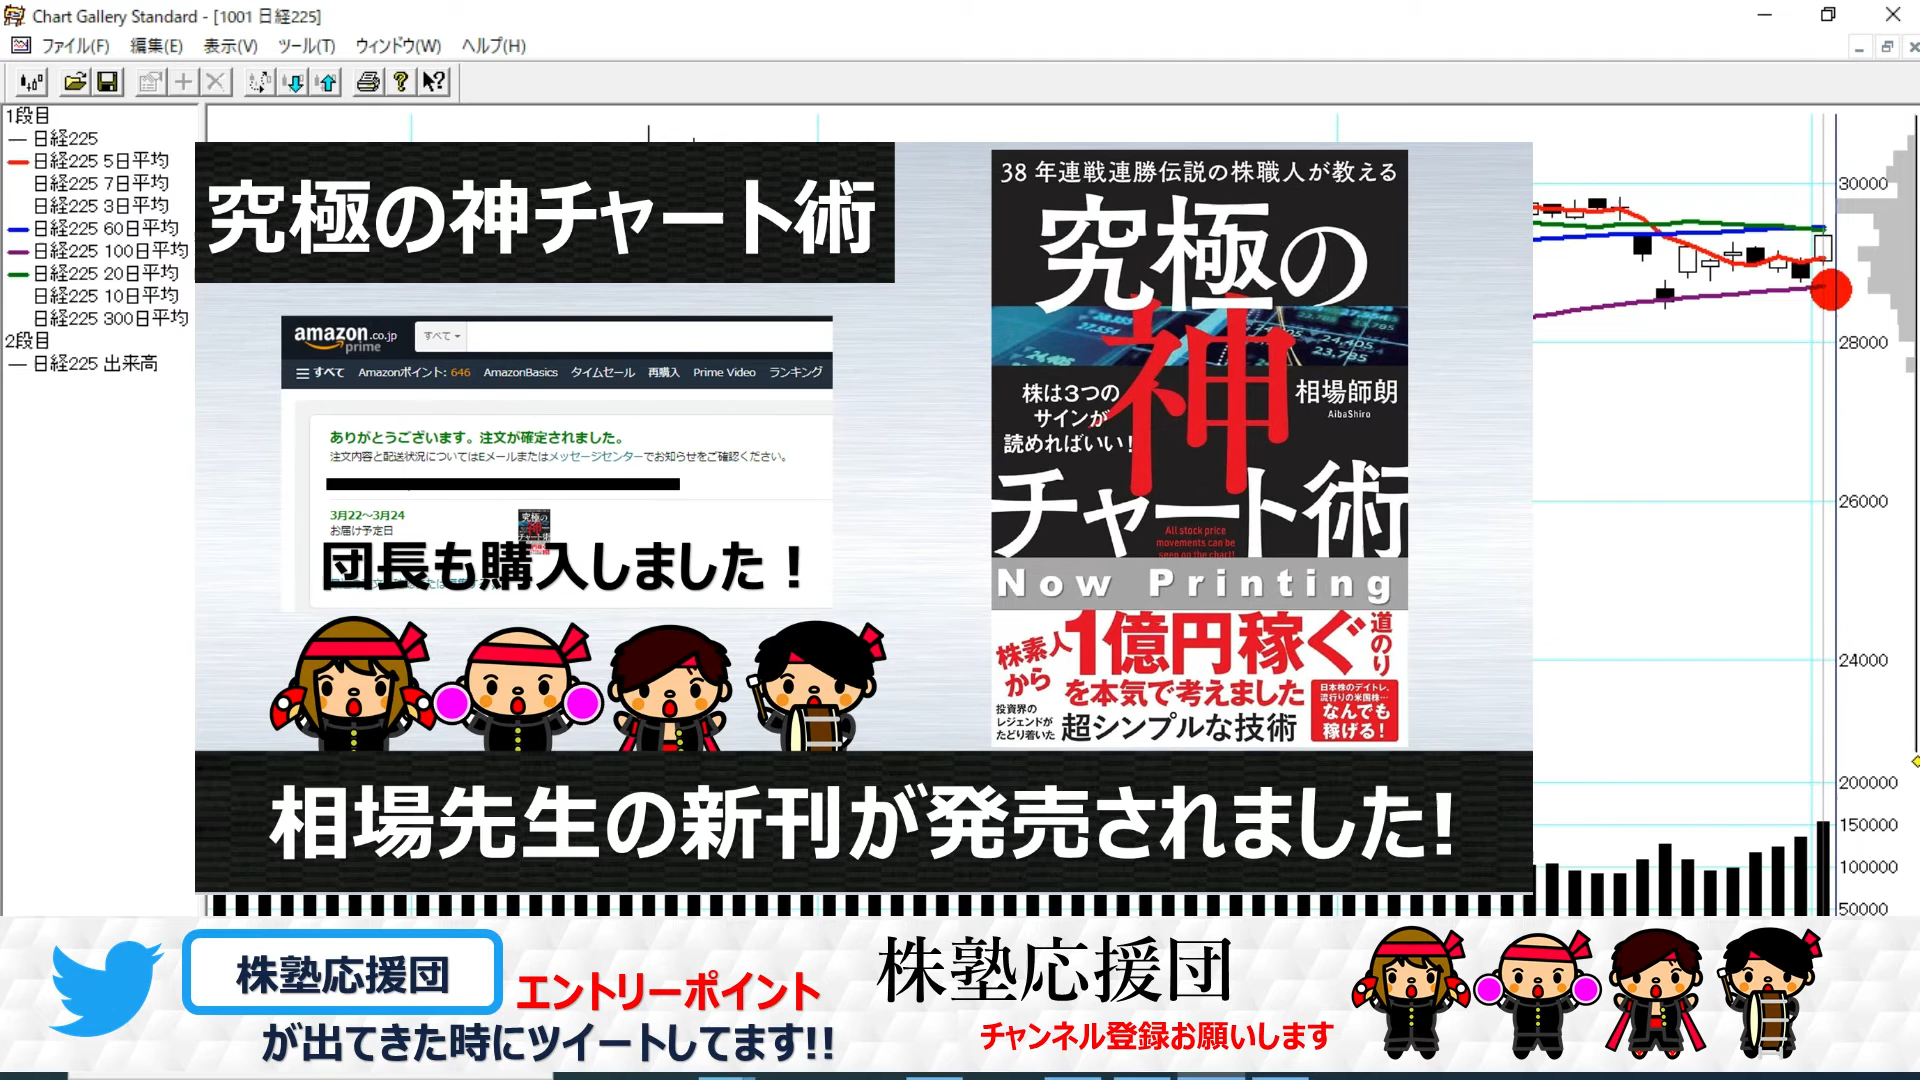 Chart Gallery Standard - [1001 日経225]
ファイル(F) 編集(E) 表示(V) ツール(T) ウィンドウ(W) ヘルプ(H)
1段目
日経225
日経225 5日平均
日経225 7日平均
日経225 3日平均
日経225 60日平均
日経225 100日平均
日経225 20日平均
日経225 10日平均
日経225 300日平均
2段目
日経225 出来高
究極の神チャート術
amazon.co.jp
prime
すべて
すべて Amazonポイント: 646 AmazonBasics タイムセール 再購入 Prime Video ランキング
ありがとうございます。注文が確定されました。
注文内容と配送状況についてはEメールまたはメッセージセンターでお知らせをご確認ください。
3月22～3月24
お届け予定日
団長も購入しました！
38年連戦連勝伝説の株職人が教える
究極の
神
チャート術
株は3つの
サインが
読めればいい！
相場師朗
AibaShiro
All stock price
movements can be
seen on the chart!
Now Printing
株素人から
1億円稼ぐ
道のり
を本気で考えました
投資界の
レジェンドが
たどり着いた
超シンプルな技術
日本株のデイトレ、
流行りの米国株…
なんでも
稼げる！
相場先生の新刊が発売されました!
30000
28000
26000
24000
200000
150000
100000
50000
株塾応援団
エントリーポイント
が出てきた時にツイートしてます!!
株塾応援団
チャンネル登録お願いします